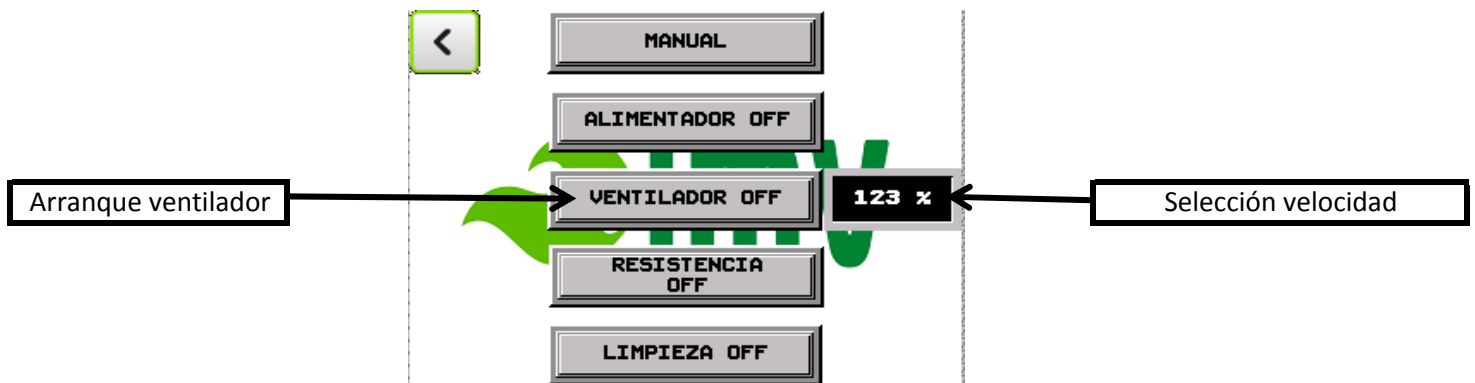 MANUAL
ALIMENTADOR OFF
Arranque ventilador
VENTILADOR OFF
123 %
Selección velocidad
RESISTENCIA
OFF
LIMPIEZA OFF